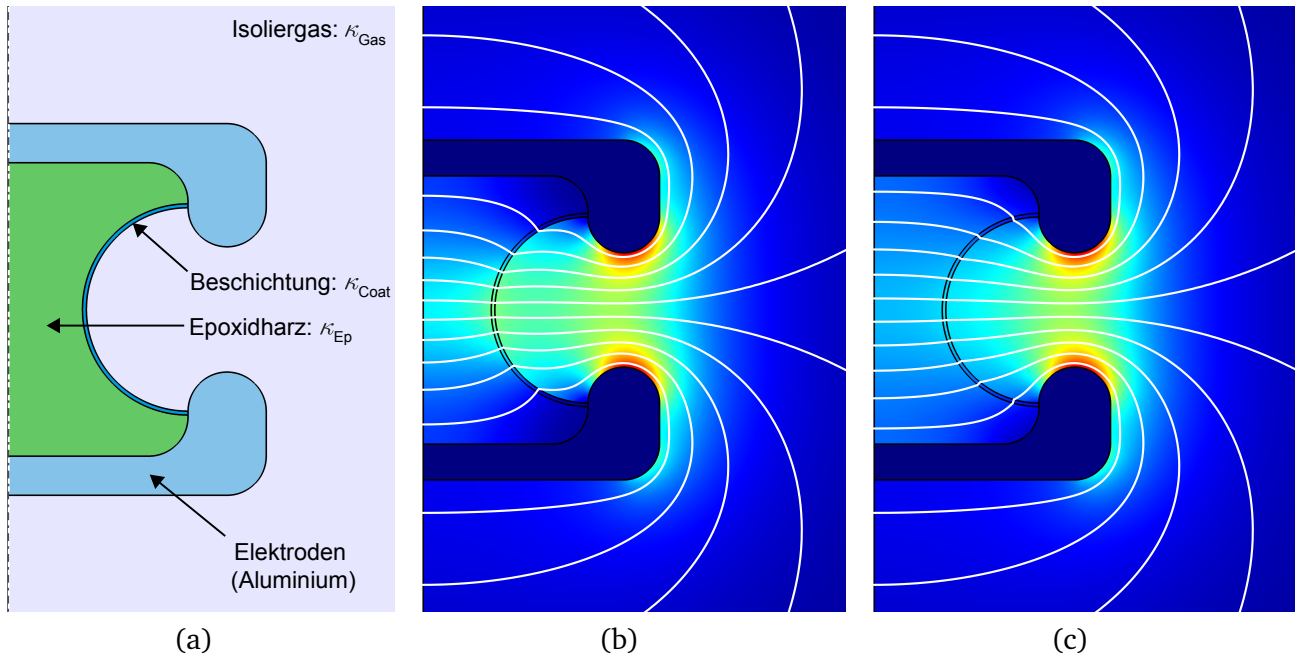 Isoliergas: κGas
Beschichtung: κCoat
Epoxidharz: κEp
Elektroden
(Aluminium)
(a)
(b)
(c)